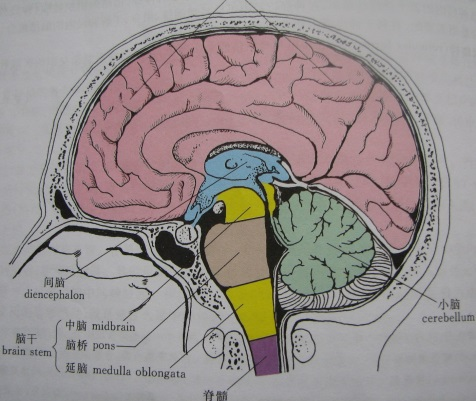 间脑
diencephalon
脑干
brain stem
中脑 midbrain
脑桥 pons
延脑 medulla oblongata
小脑
cerebellum
脊髓